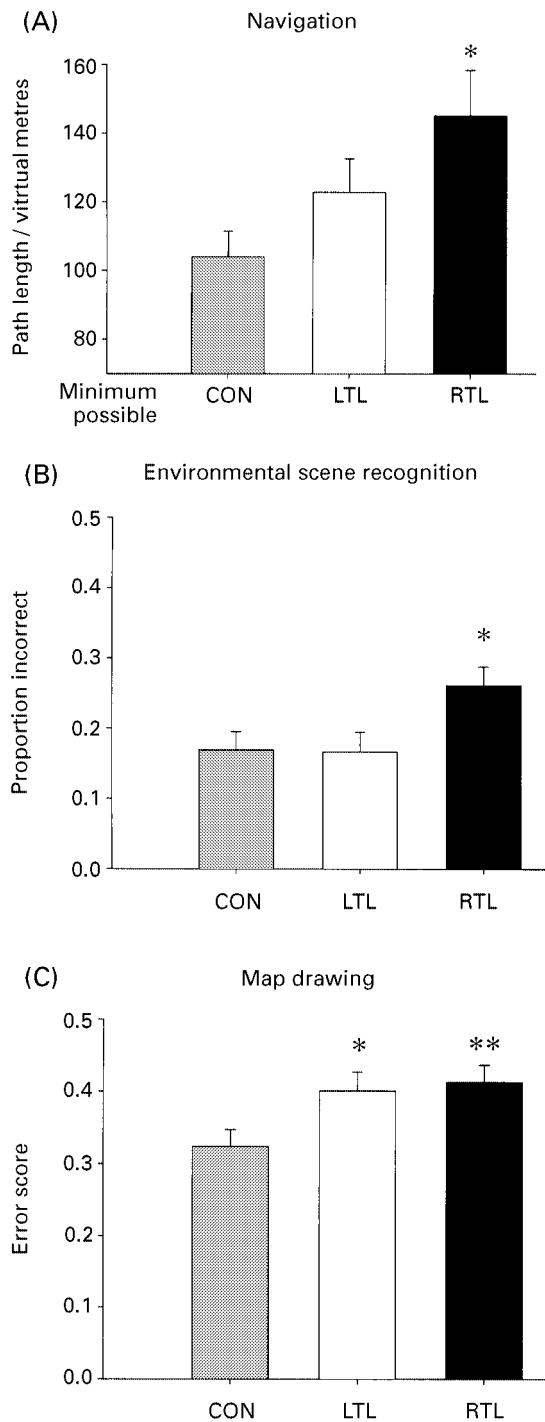 (A) Navigation
Path length / vitrtual metres
160
140
120
100
80
*
Minimum
possible
CON LTL RTL
(B) Environmental scene recognition
Proportion incorrect
0.5
0.4
0.3
0.2
0.1
0.0
*
CON LTL RTL
(C) Map drawing
Error score
0.5
0.4
0.3
0.2
0.1
0.0
* **
CON LTL RTL